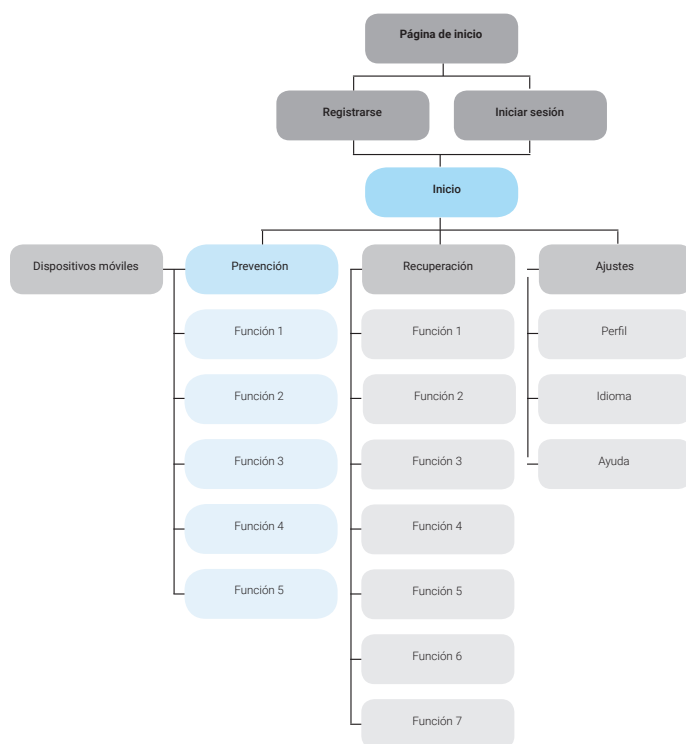 Página de inicio
Registrarse
Iniciar sesión
Inicio
Dispositivos móviles
Prevención
Recuperación
Ajustes
Función 1
Función 1
Perfil
Función 2
Función 2
Idioma
Función 3
Función 3
Ayuda
Función 4
Función 4
Función 5
Función 5
Función 6
Función 7